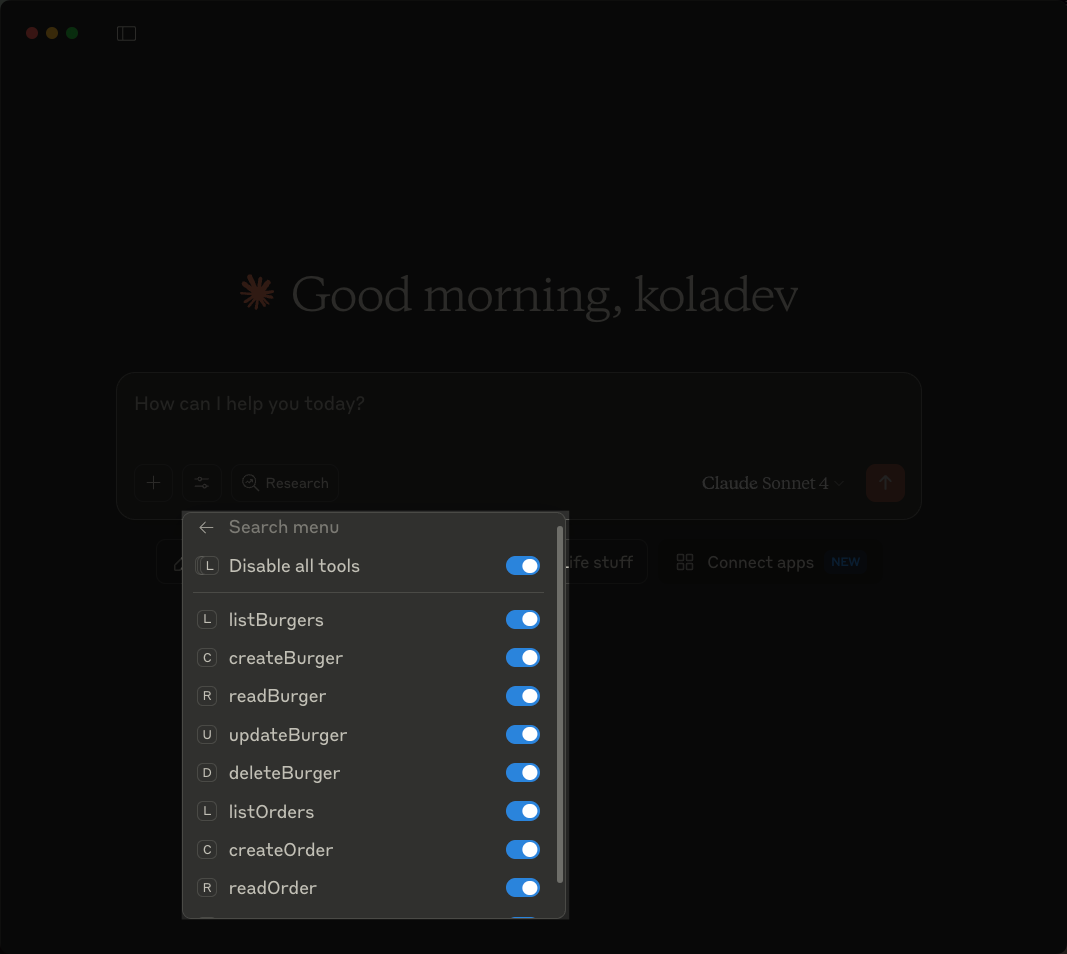 Good morning, koladev
How can I help you today?
Research
Claude Sonnet 4
Search menu
L Disable all tools
ife stuff
Connect apps NEW
L listBurgers
C createBurger
R readBurger
U updateBurger
D deleteBurger
L listOrders
C createOrder
R readOrder